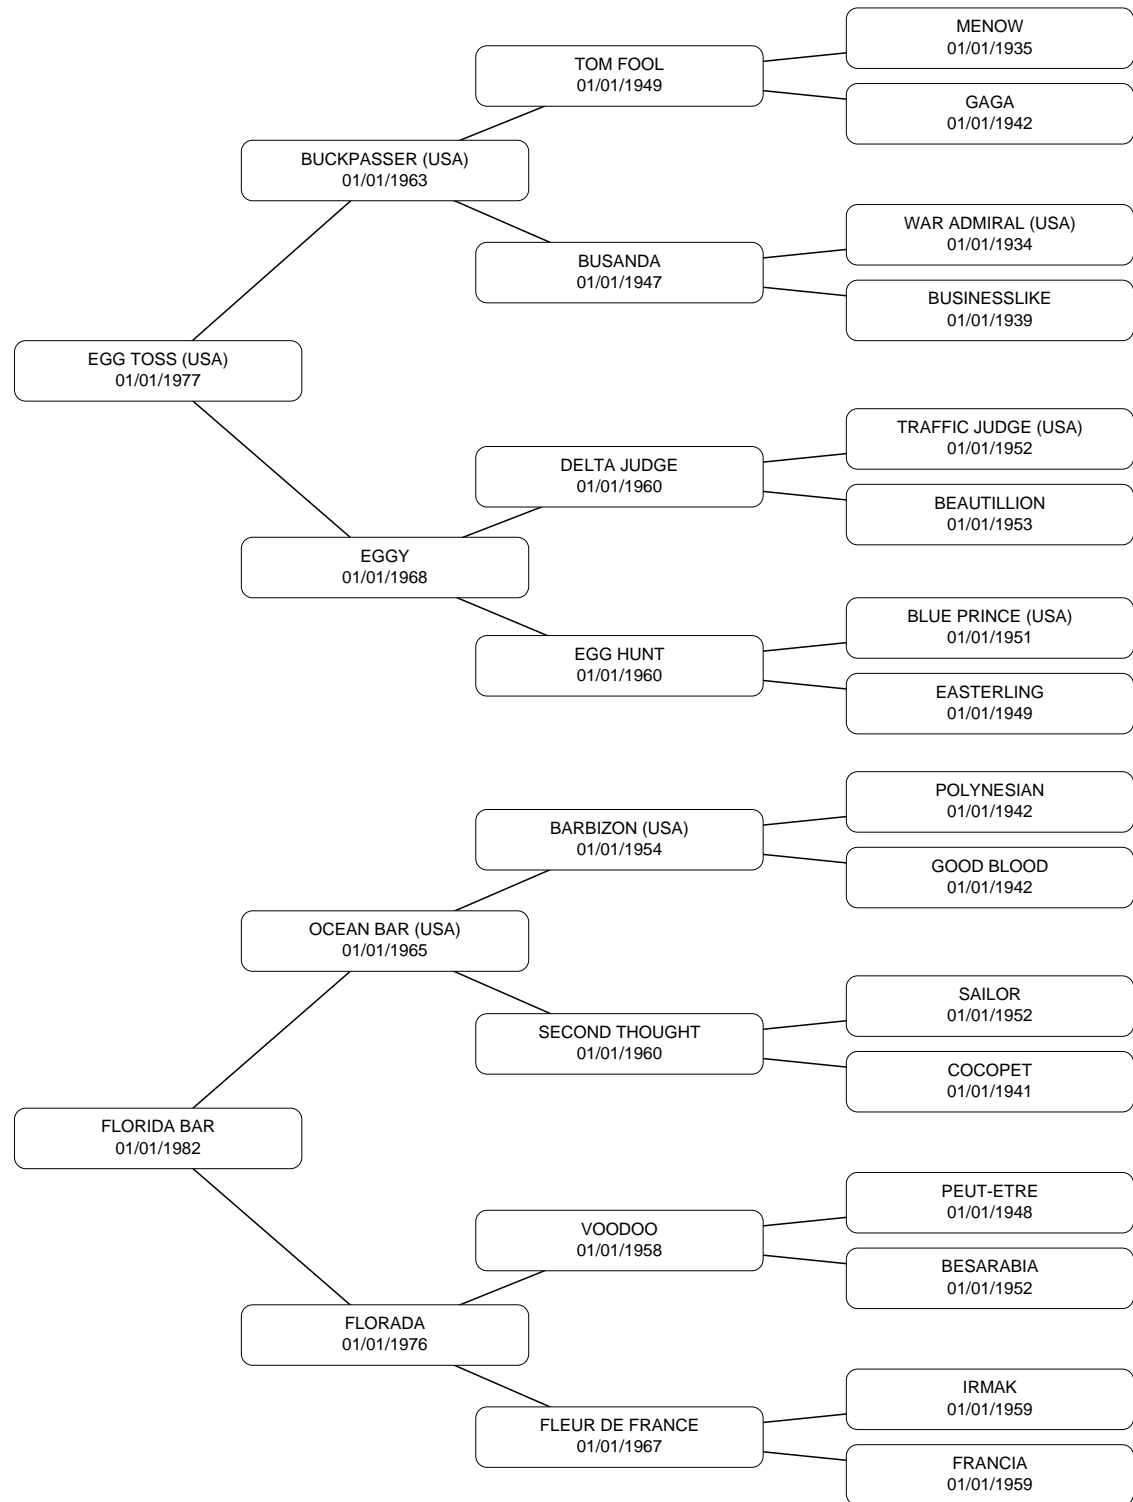 MENOW
01/01/1935
TOM FOOL
01/01/1949
GAGA
01/01/1942
BUCKPASSER (USA)
01/01/1963
WAR ADMIRAL (USA)
01/01/1934
BUSANDA
01/01/1947
BUSINESSLIKE
01/01/1939
EGG TOSS (USA)
01/01/1977
TRAFFIC JUDGE (USA)
01/01/1952
DELTA JUDGE
01/01/1960
BEAUTILLION
01/01/1953
EGGY
01/01/1968
BLUE PRINCE (USA)
01/01/1951
EGG HUNT
01/01/1960
EASTERLING
01/01/1949
POLYNESIAN
01/01/1942
BARBIZON (USA)
01/01/1954
GOOD BLOOD
01/01/1942
OCEAN BAR (USA)
01/01/1965
SAILOR
01/01/1952
SECOND THOUGHT
01/01/1960
COCOPET
01/01/1941
FLORIDA BAR
01/01/1982
PEUT-ETRE
01/01/1948
VOODOO
01/01/1958
BESARABIA
01/01/1952
FLORADA
01/01/1976
IRMAK
01/01/1959
FLEUR DE FRANCE
01/01/1967
FRANCIA
01/01/1959